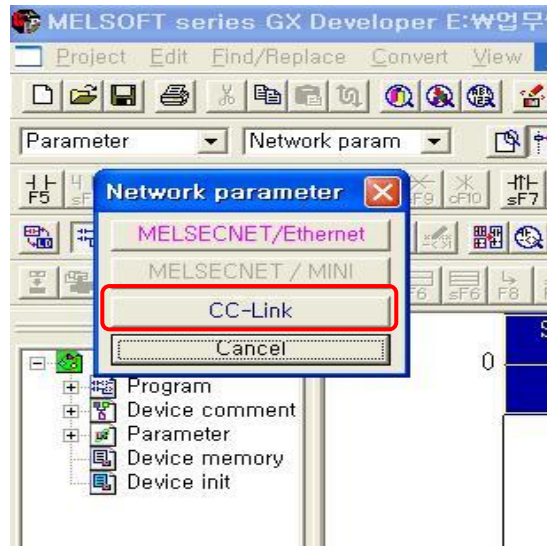 MELSOFT series GX Developer E:₩업무
Project Edit Find/Replace Convert View
Parameter Network param
F5 sF F9 cF10 sF7
Network parameter
MELSECNET/Ethernet
MELSECNET / MINI
F6 sF6 F8
CC-Link
Cancel
0
Program
Device comment
Parameter
Device memory
Device init